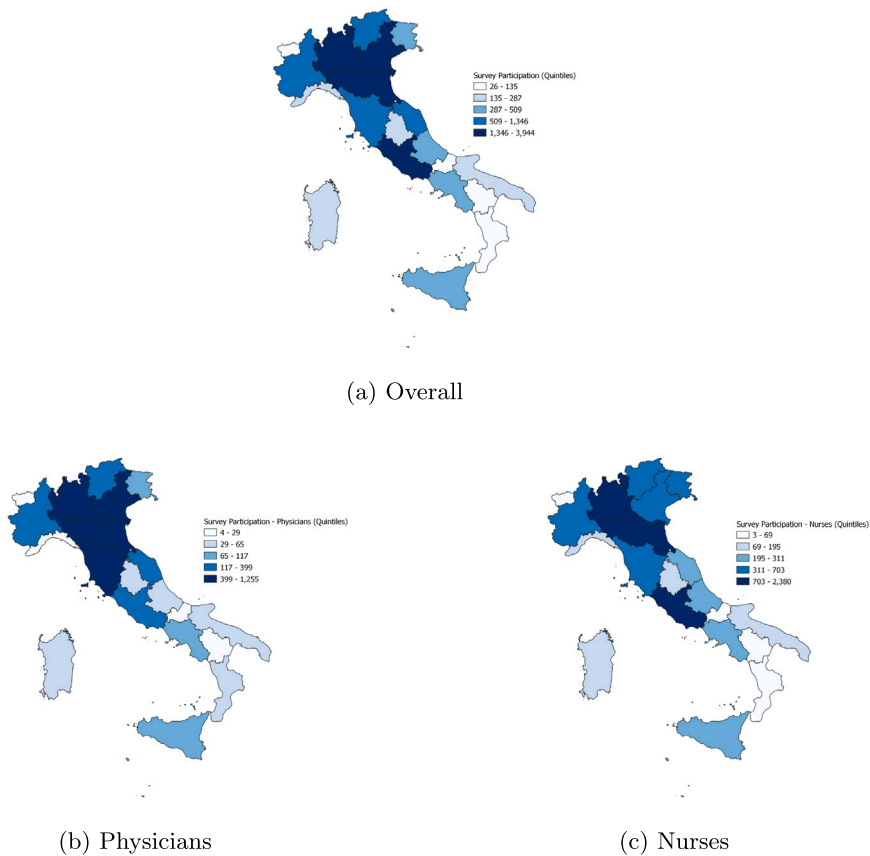 Survey Participation (Quintiles)
26 - 135
135 - 287
287 - 509
509 - 1,346
1,346 - 3,944
(a) Overall
Survey Participation - Physicians (Quintiles)
4 - 29
29 - 65
65 - 117
117 - 399
399 - 1,255
(b) Physicians
Survey Participation - Nurses (Quintiles)
3 - 69
69 - 195
195 - 311
311 - 703
703 - 2,380
(c) Nurses